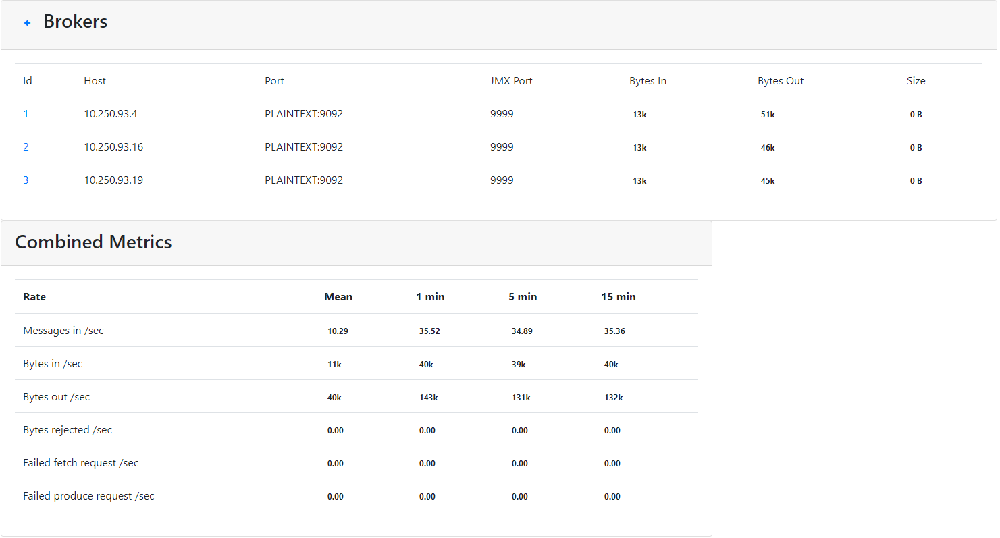 Brokers
Id Host Port JMX Port Bytes In Bytes Out Size
1 10.250.93.4 PLAINTEXT:9092 9999 13k 51k 0 B
2 10.250.93.16 PLAINTEXT:9092 9999 13k 46k 0 B
3 10.250.93.19 PLAINTEXT:9092 9999 13k 45k 0 B
Combined Metrics
Rate Mean 1 min 5 min 15 min
Messages in /sec 10.29 35.52 34.89 35.36
Bytes in /sec 11k 40k 39k 40k
Bytes out /sec 40k 143k 131k 132k
Bytes rejected /sec 0.00 0.00 0.00 0.00
Failed fetch request /sec 0.00 0.00 0.00 0.00
Failed produce request /sec 0.00 0.00 0.00 0.00